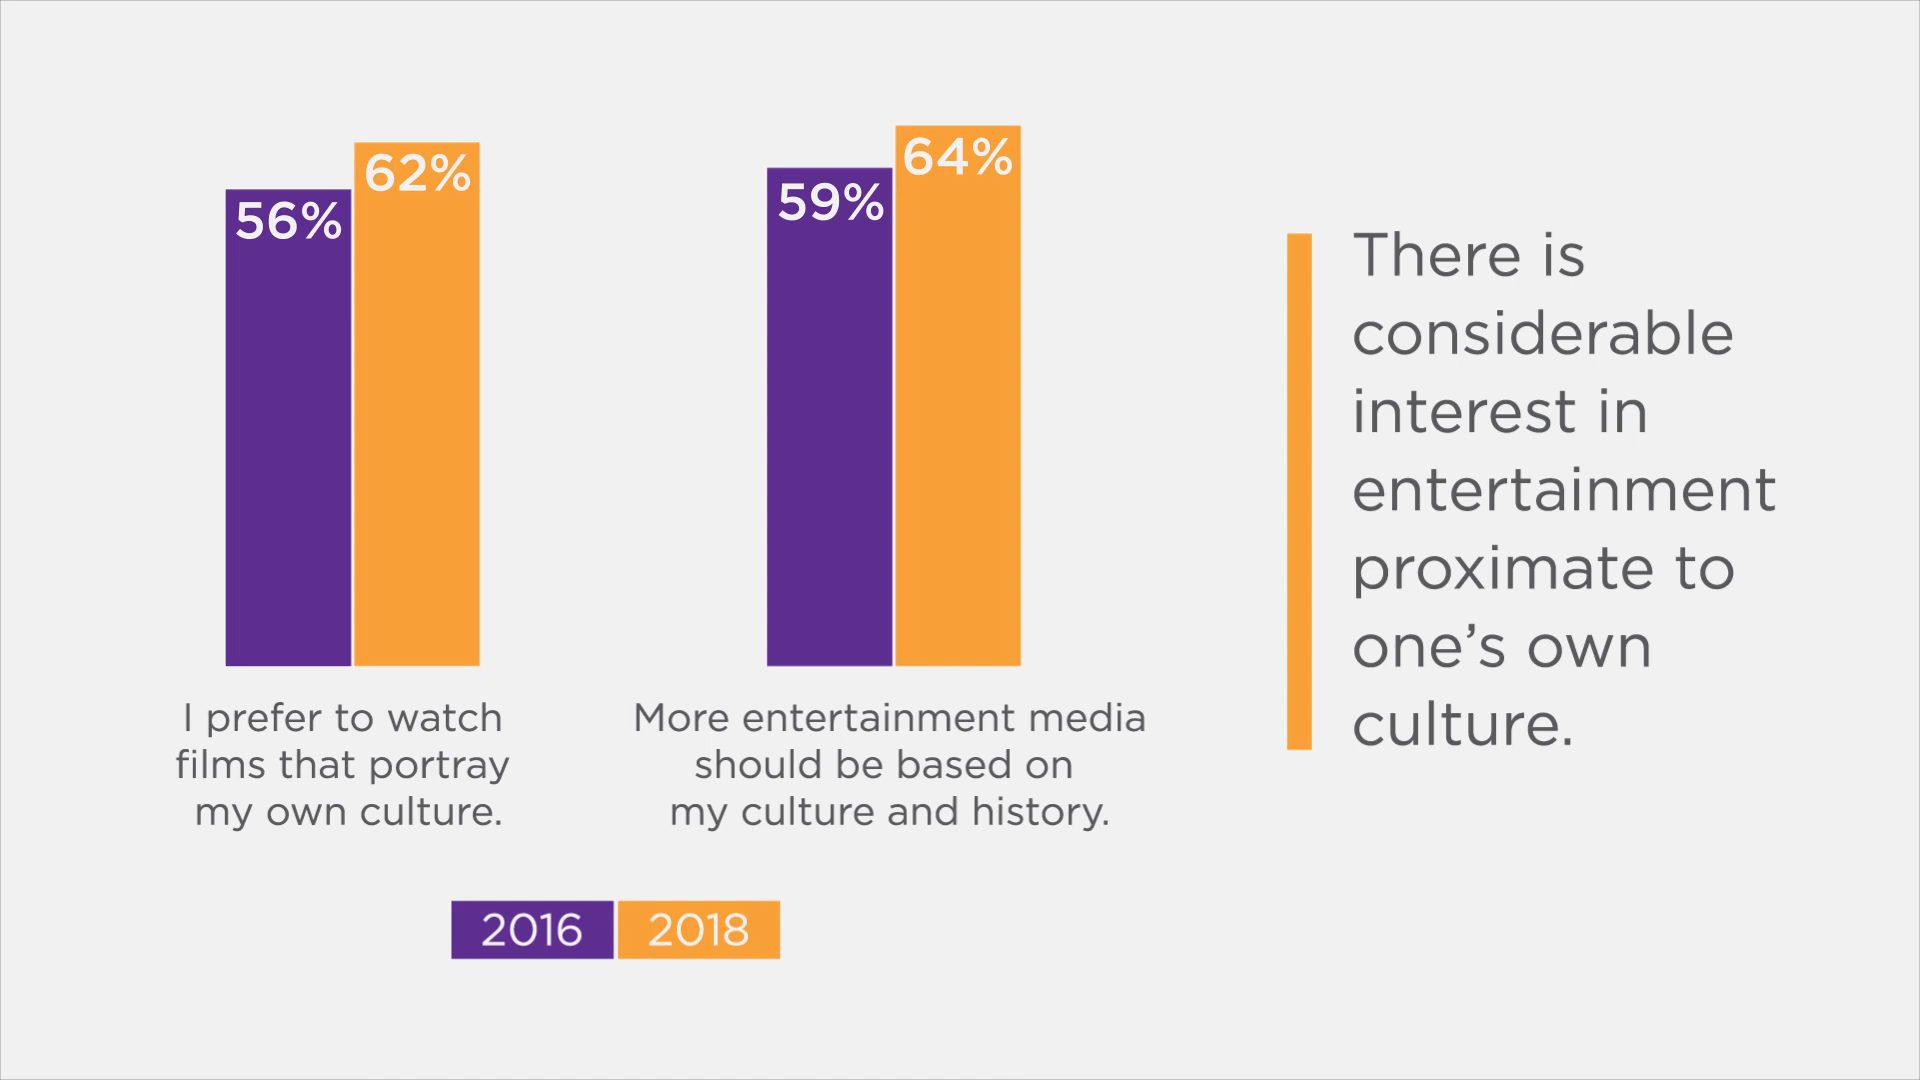 56%
62%
59%
64%
I prefer to watch
films that portray
my own culture.
More entertainment media
should be based on
my culture and history.
2016
2018
There is
considerable
interest in
entertainment
proximate to
one’s own
culture.